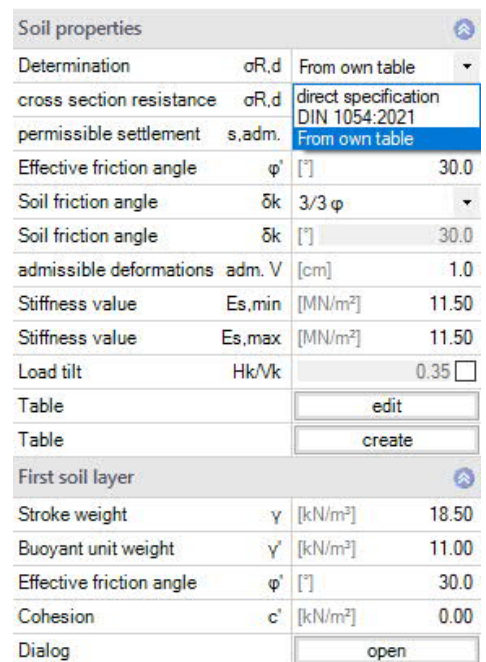 Soil properties
Determination σR,d From own table
cross section resistance σR,d direct specification
DIN 1054:2021
permissible settlement s,adm. From own table
Effective friction angle φ' [°] 30.0
Soil friction angle δk 3/3 φ
Soil friction angle δk [°] 30.0
admissible deformations adm. V [cm] 1.0
Stiffness value Es,min [MN/m²] 11.50
Stiffness value Es,max [MN/m²] 11.50
Load tilt Hk/Vk 0.35
Table edit
Table create
First soil layer
Stroke weight γ [kN/m³] 18.50
Buoyant unit weight γ' [kN/m³] 11.00
Effective friction angle φ' [°] 30.0
Cohesion c' [kN/m²] 0.00
Dialog open